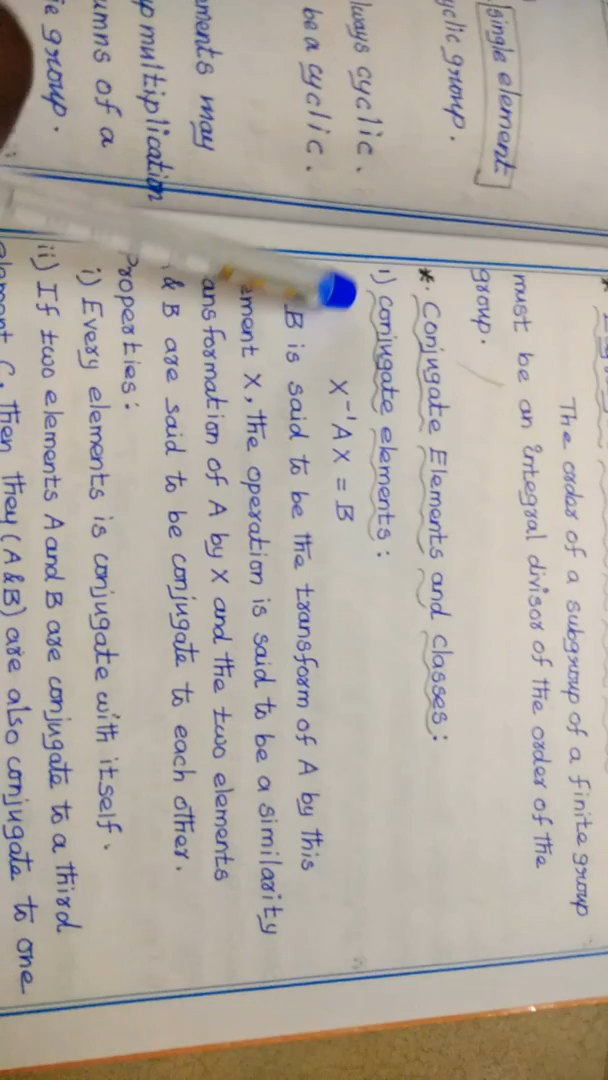 single element
yclic group.
lways cyclic.
be a cyclic.
ements may
p multiplication
umns of a
e group.
The order of a subgroup of a finite group
must be an integral divisor of the order of the
group.
* Conjugate Elements and classes:
1) conjugate elements:
X⁻¹AX = B
B is said to be the transform of A by this
ement X, the operation is said to be a similarity
ansformation of A by X and the two elements
& B are said to be conjugate to each other.
Properties:
i) Every elements is conjugate with itself.
ii) If two elements A and B are conjugate to a third
element C, then they (A&B) are also conjugate to one